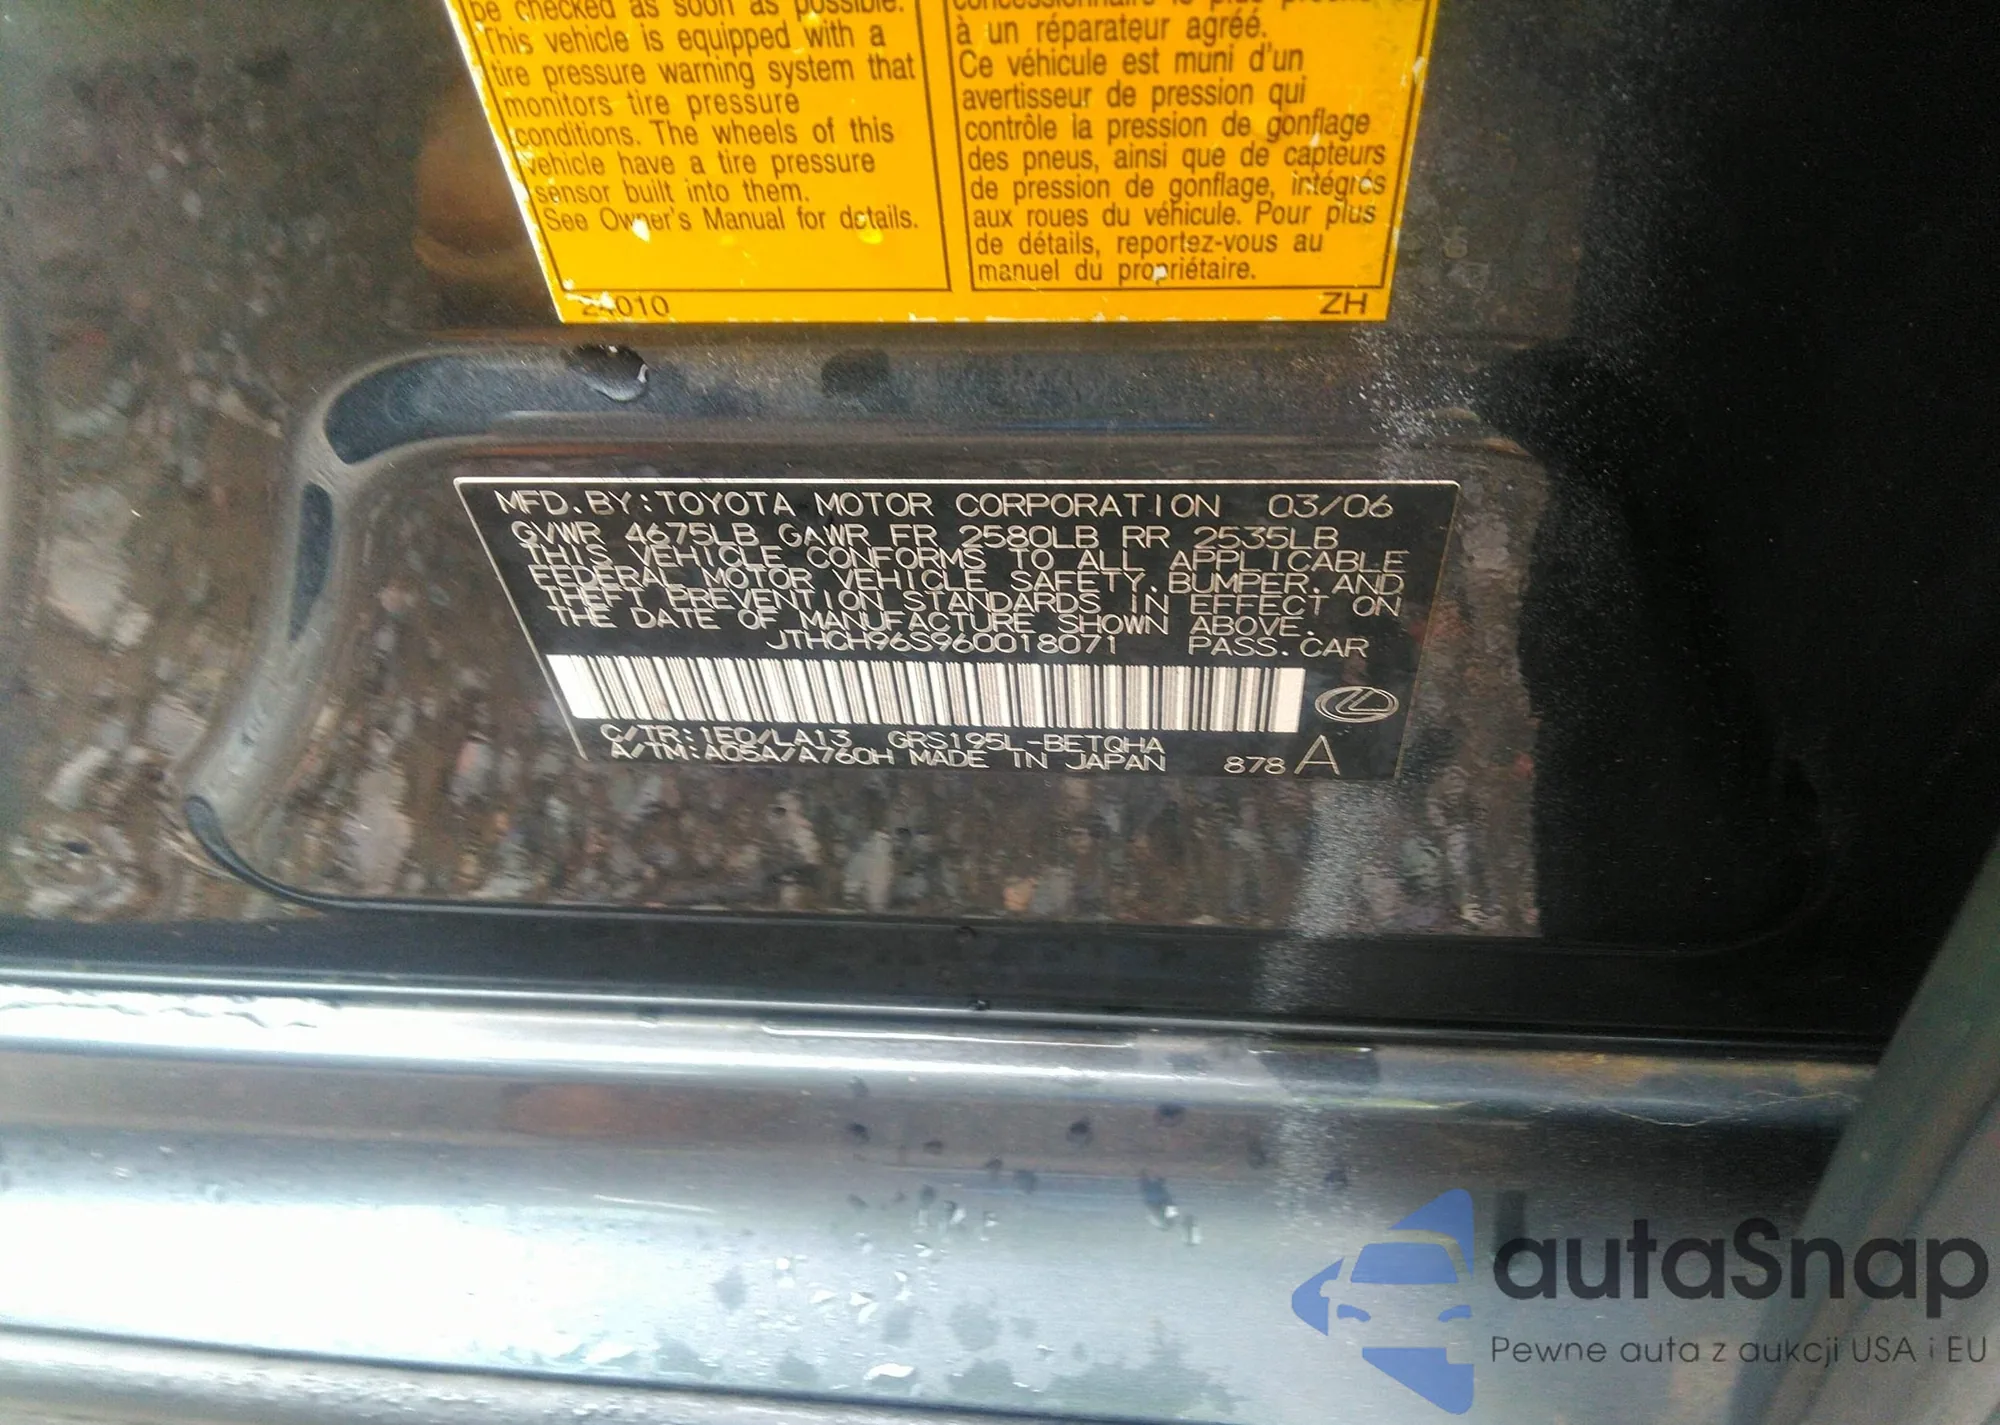 be checked as soon as possible.
This vehicle is equipped with a
tire pressure warning system that
monitors tire pressure
conditions. The wheels of this
vehicle have a tire pressure
sensor built into them.
See Owner's Manual for details.
à un réparateur agréé.
Ce véhicule est muni d'un
avertisseur de pression qui
contrôle la pression de gonflage
des pneus, ainsi que de capteurs
de pression de gonflage, intégrés
aux roues du véhicule. Pour plus
de détails, reportez-vous au
manuel du propriétaire.
24010
ZH
MFD. BY: TOYOTA MOTOR CORPORATION 03/06
GVWR 4675LB GAWR FR 2580LB RR 2535LB
THIS VEHICLE CONFORMS TO ALL APPLICABLE
FEDERAL MOTOR VEHICLE SAFETY, BUMPER, AND
THEFT PREVENTION STANDARDS IN EFFECT ON
THE DATE OF MANUFACTURE SHOWN ABOVE.
JTHCH96S960018071 PASS. CAR
C/TR: 1E0/LA13 GRS195L-BETQHA
A/TM: A05A/A760H MADE IN JAPAN 878 A
autaSnap
Pewne auta z aukcji USA i EU